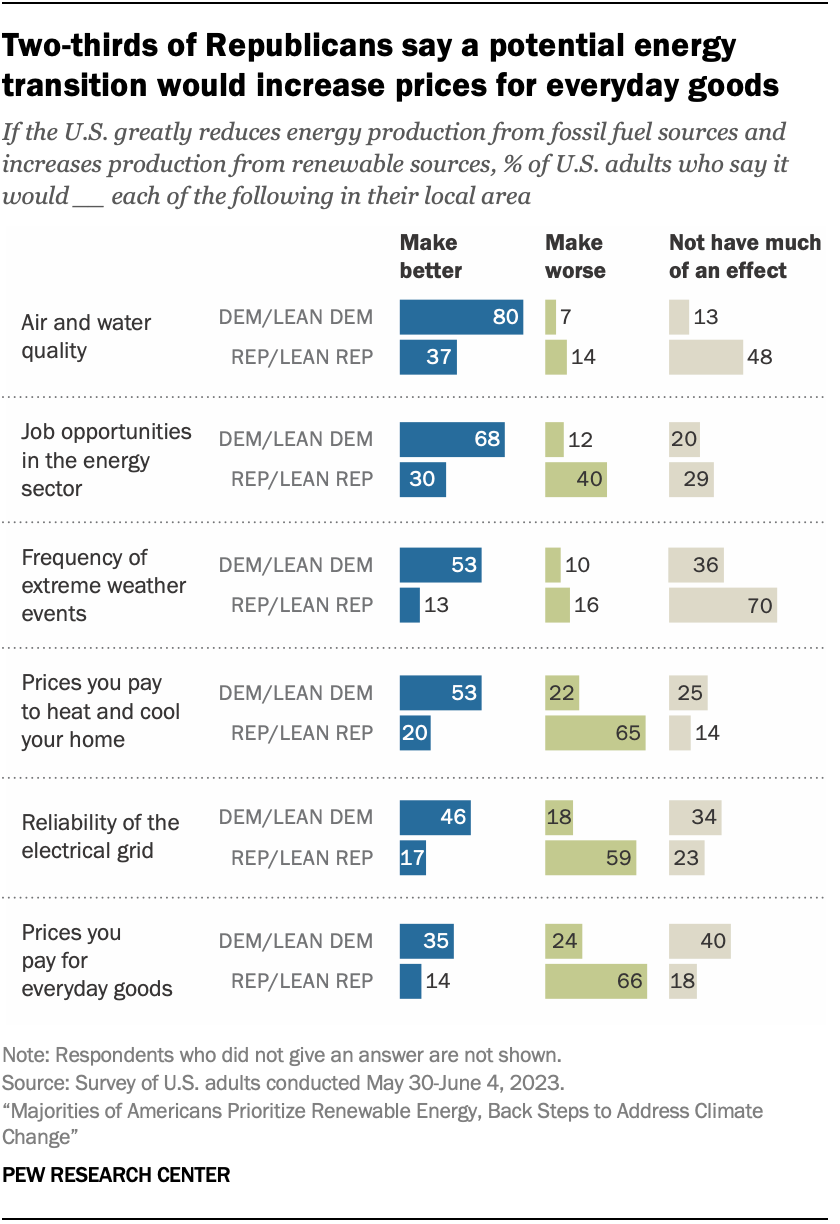 Two-thirds of Republicans say a potential energy
transition would increase prices for everyday goods
If the U.S. greatly reduces energy production from fossil fuel sources and
increases production from renewable sources, % of U.S. adults who say it
would __ each of the following in their local area
Make better
Make worse
Not have much of an effect
Air and water quality
DEM/LEAN DEM 80 7 13
REP/LEAN REP 37 14 48
Job opportunities in the energy sector
DEM/LEAN DEM 68 12 20
REP/LEAN REP 30 40 29
Frequency of extreme weather events
DEM/LEAN DEM 53 10 36
REP/LEAN REP 13 16 70
Prices you pay to heat and cool your home
DEM/LEAN DEM 53 22 25
REP/LEAN REP 20 65 14
Reliability of the electrical grid
DEM/LEAN DEM 46 18 34
REP/LEAN REP 17 59 23
Prices you pay for everyday goods
DEM/LEAN DEM 35 24 40
REP/LEAN REP 14 66 18
Note: Respondents who did not give an answer are not shown.
Source: Survey of U.S. adults conducted May 30-June 4, 2023.
“Majorities of Americans Prioritize Renewable Energy, Back Steps to Address Climate
Change”
PEW RESEARCH CENTER